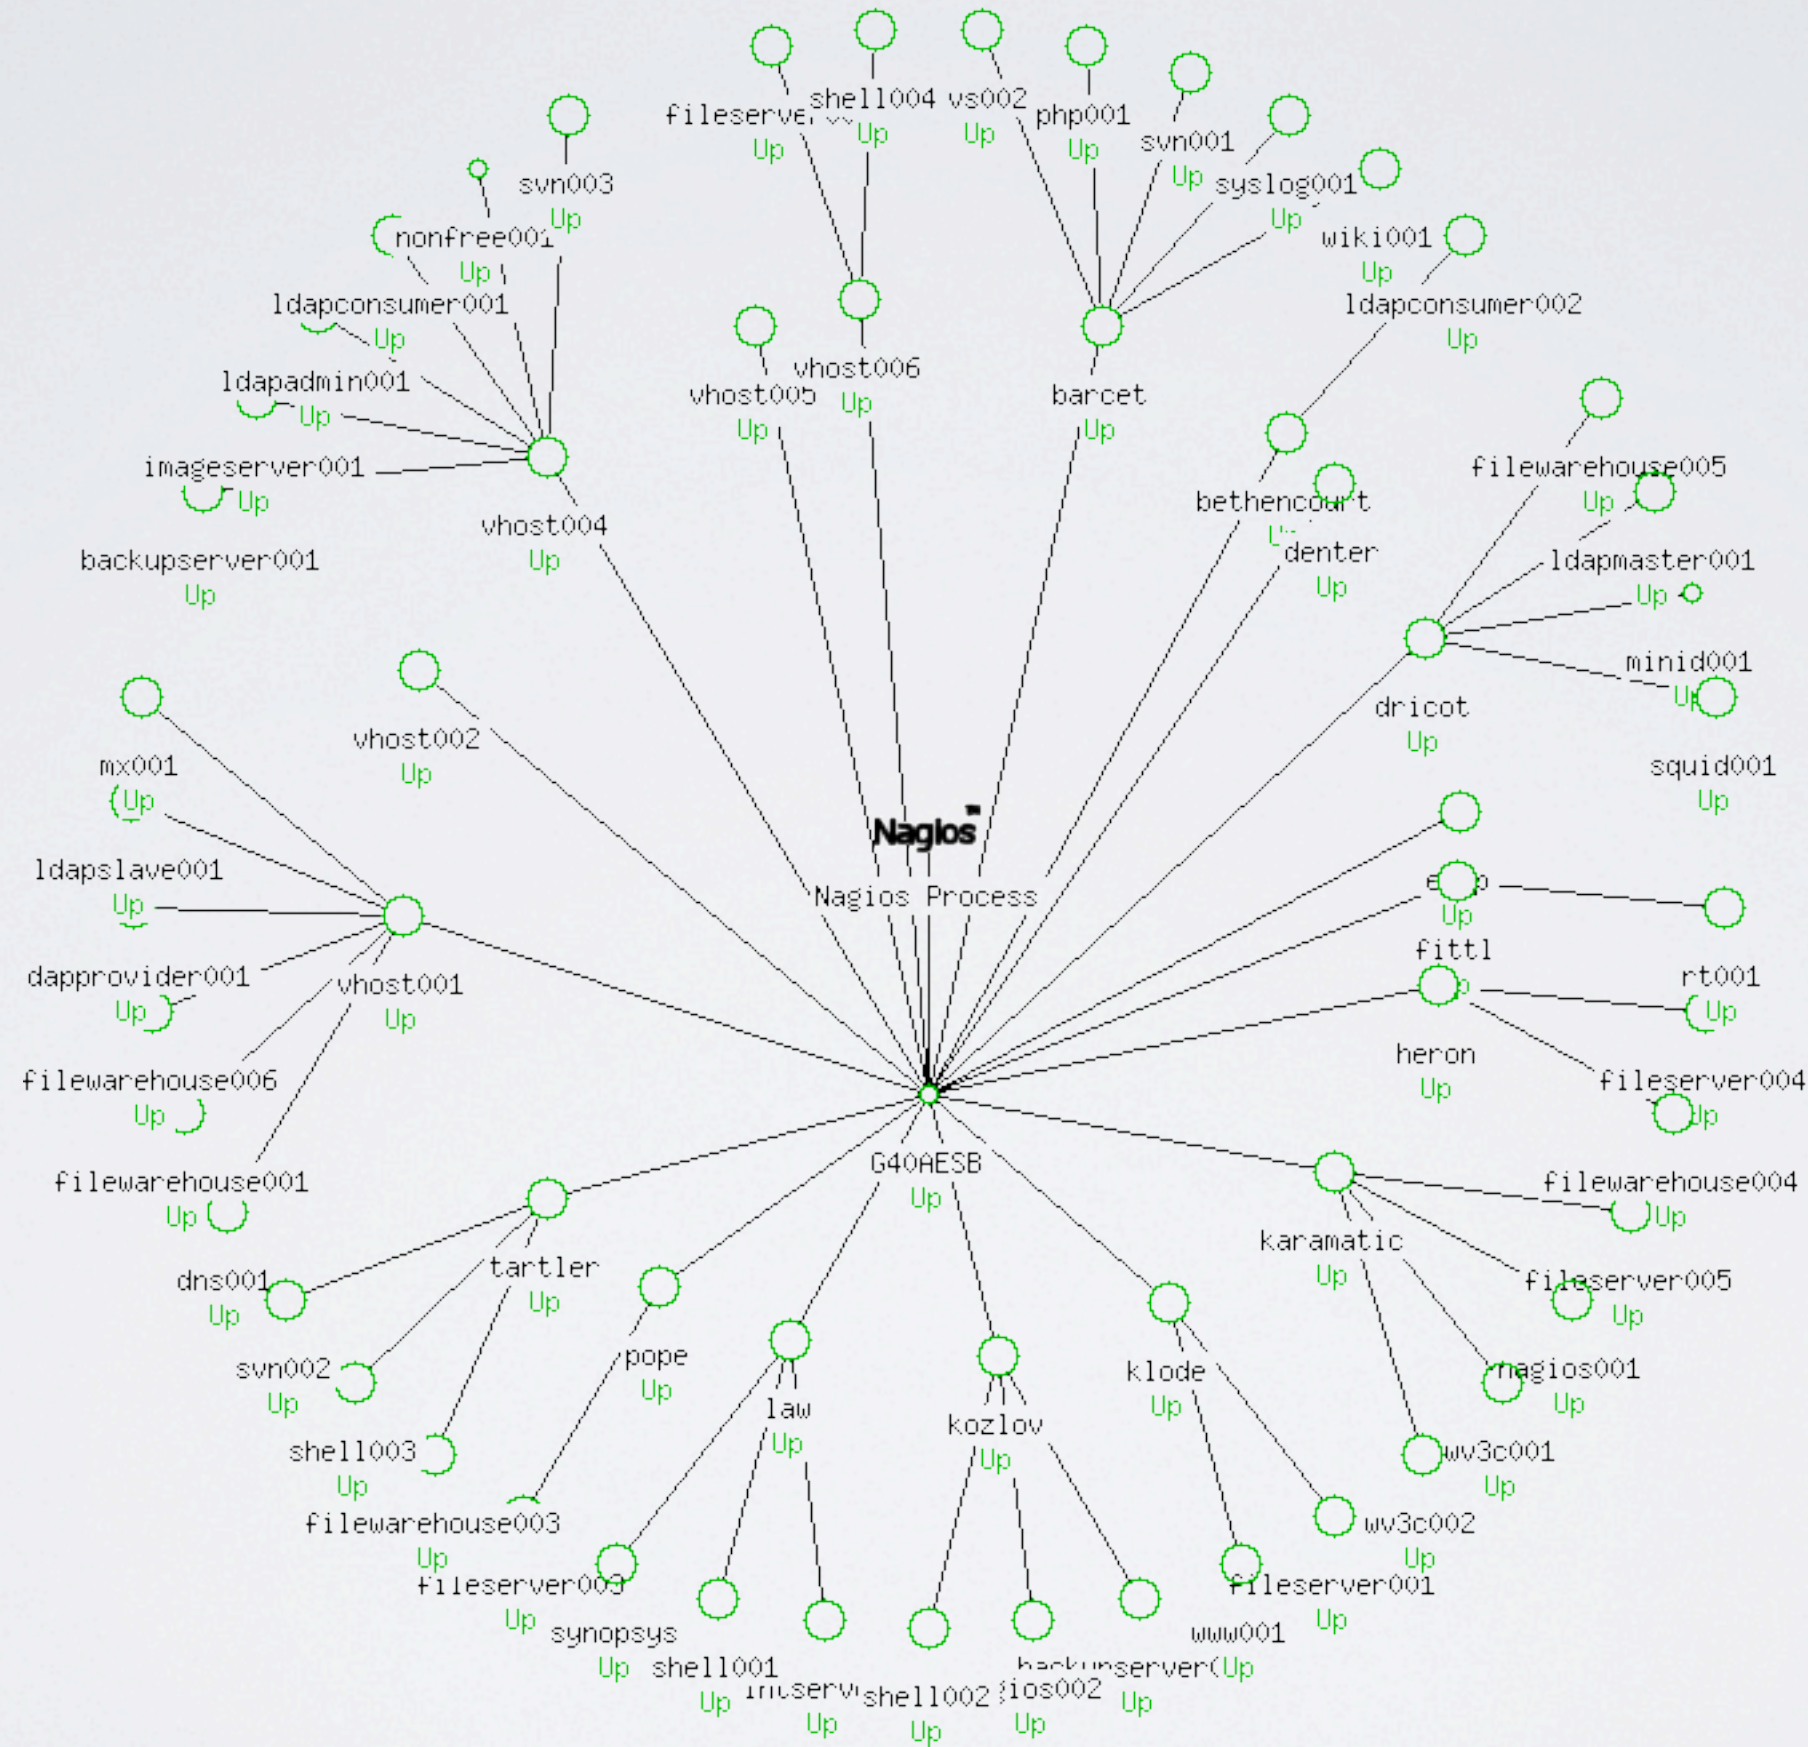 shell004
Up
vs002
Up
php001
Up
Up
svn001
Up
svn003
Up
syslog001
Up
nonfree001
Up
wiki001
Up
ldapconsumer001
Up
ldapconsumer002
Up
vhost006
Up
vhost005
Up
barcet
Up
ldapadmin001
Up
imageserver001
Up
filewarehouse005
Up
bethencourt
vhost004
Up
denter
Up
backupserver001
Up
ldapmaster001
Up
minid001
Up
dricot
Up
vhost002
Up
mx001
Up
squid001
Up
Nagios™
Nagios Process
ldapslave001
Up
Up
fittl
rt001
Up
dapprovider001
Up
vhost001
Up
heron
Up
filewarehouse006
Up
fileserver004
Up
G40AESB
Up
filewarehouse001
Up
filewarehouse004
Up
karamatic
Up
tartler
Up
dns001
Up
fileserver005
Up
pope
Up
svn002
Up
klode
Up
nagios001
Up
law
Up
kozlov
Up
shell003
Up
wv3c001
Up
filewarehouse003
Up
wv3c002
Up
fileserver003
Up
fileserver001
Up
synopsys
Up
www001
Up
shell001
Up
Up
shell002
Up
Up
Up